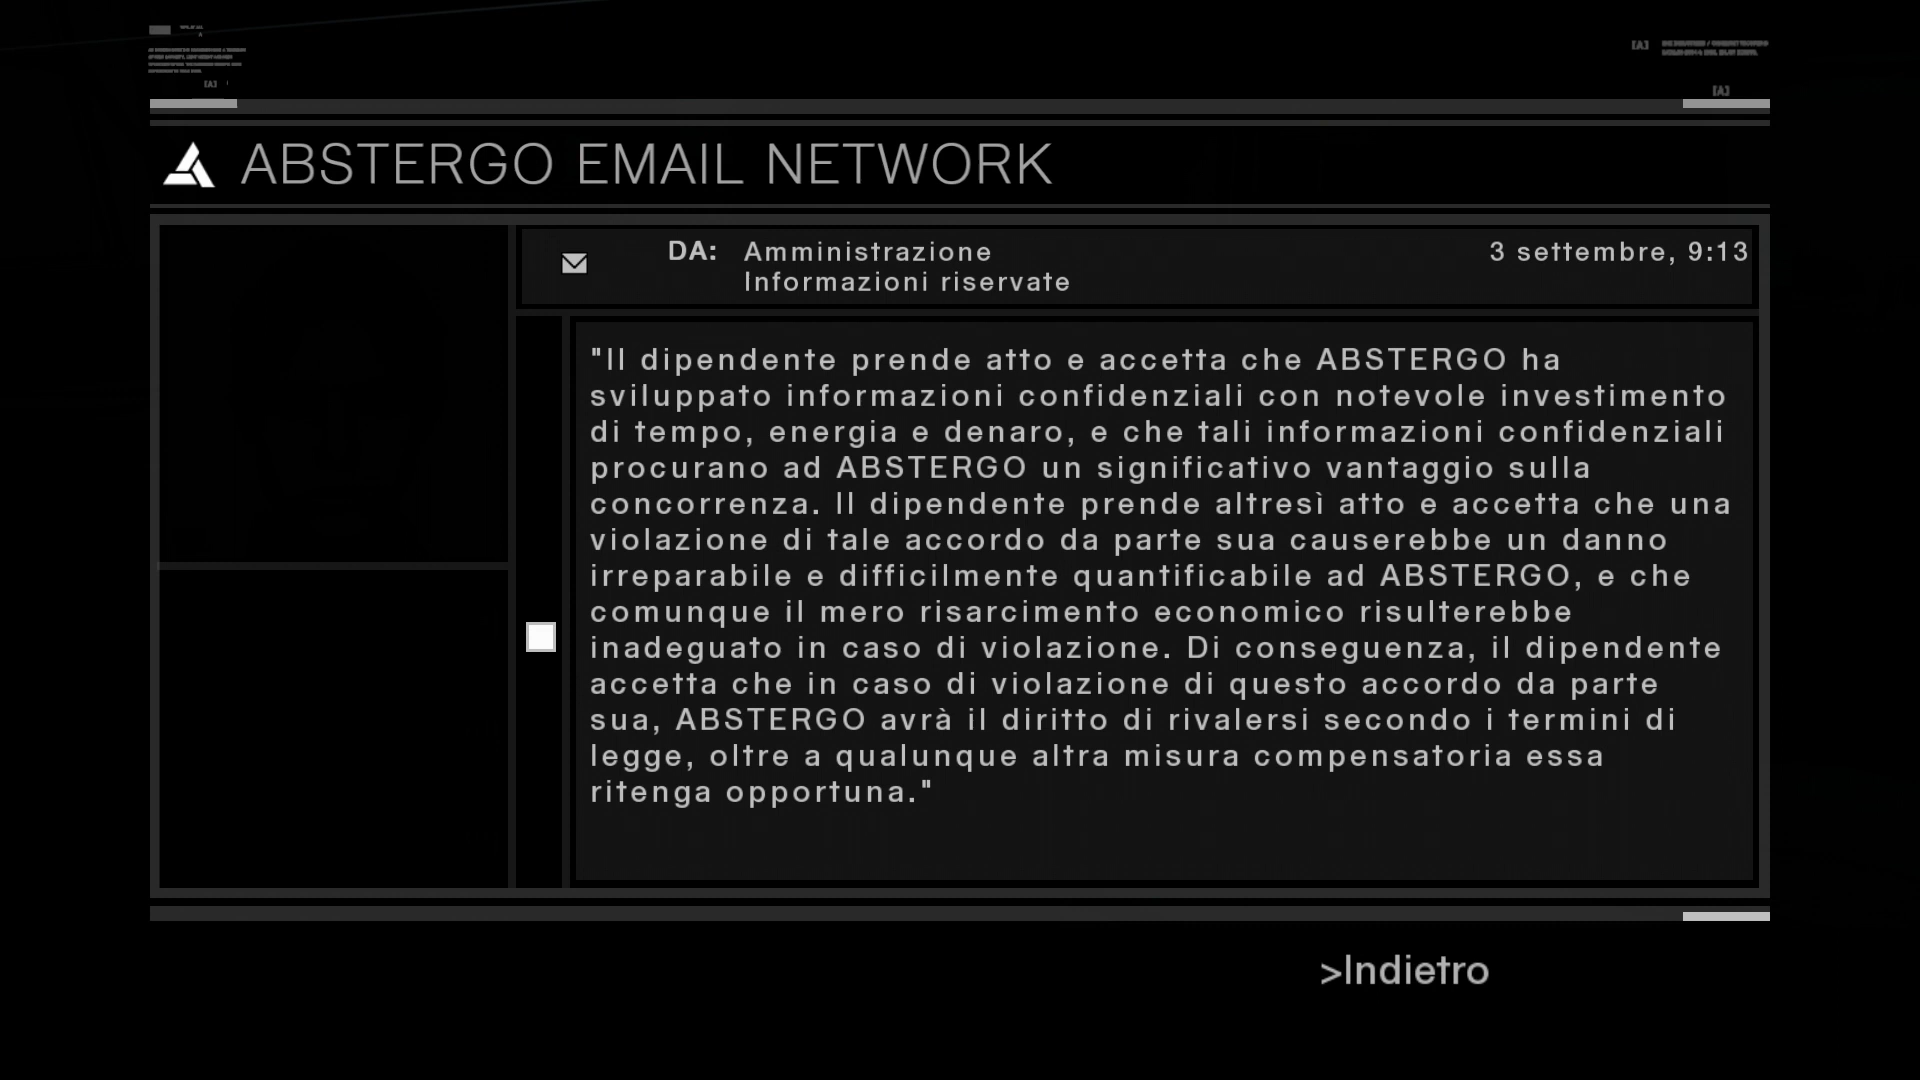 [A]
[A]
[A]
ABSTERGO EMAIL NETWORK
DA: Amministrazione
3 settembre, 9:13
Informazioni riservate
"Il dipendente prende atto e accetta che ABSTERGO ha
sviluppato informazioni confidenziali con notevole investimento
di tempo, energia e denaro, e che tali informazioni confidenziali
procurano ad ABSTERGO un significativo vantaggio sulla
concorrenza. Il dipendente prende altresì atto e accetta che una
violazione di tale accordo da parte sua causerebbe un danno
irreparabile e difficilmente quantificabile ad ABSTERGO, e che
comunque il mero risarcimento economico risulterebbe
inadeguato in caso di violazione. Di conseguenza, il dipendente
accetta che in caso di violazione di questo accordo da parte
sua, ABSTERGO avrà il diritto di rivalersi secondo i termini di
legge, oltre a qualunque altra misura compensatoria essa
ritenga opportuna."
>Indietro